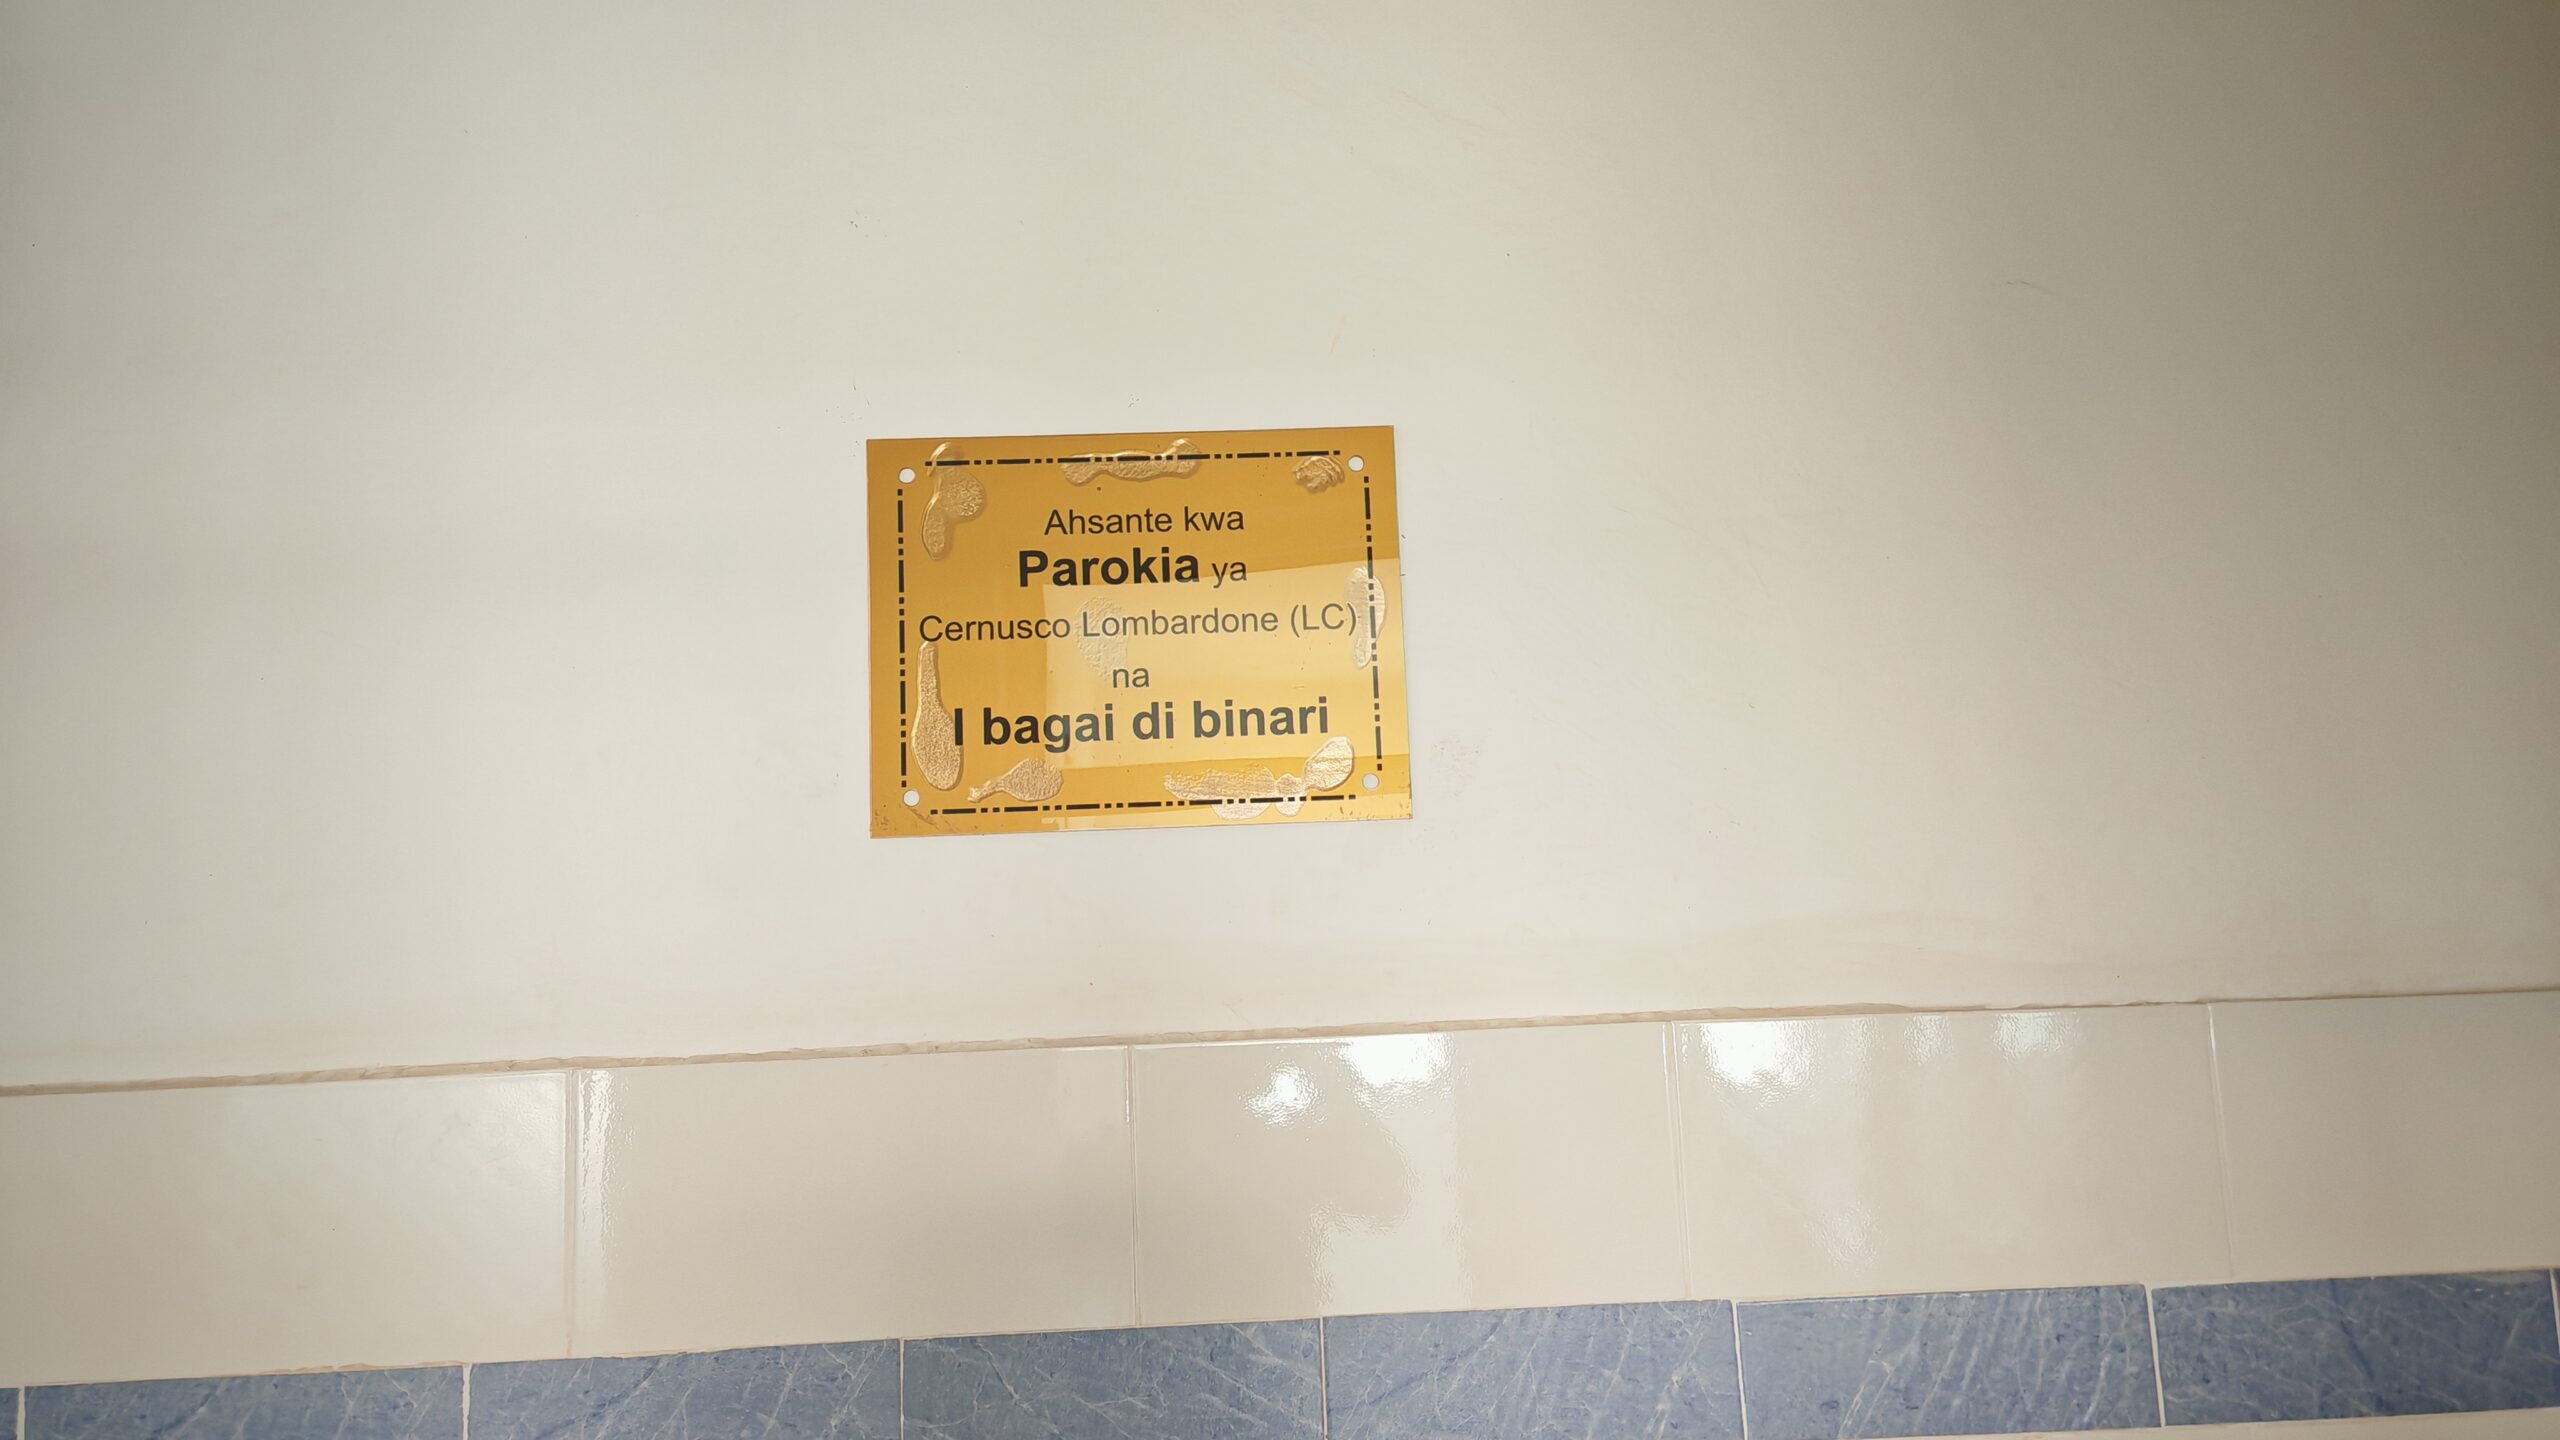 Ahsante kwa
Parokia ya
Cernusco Lombardone (LC)
na
I bagai di binari